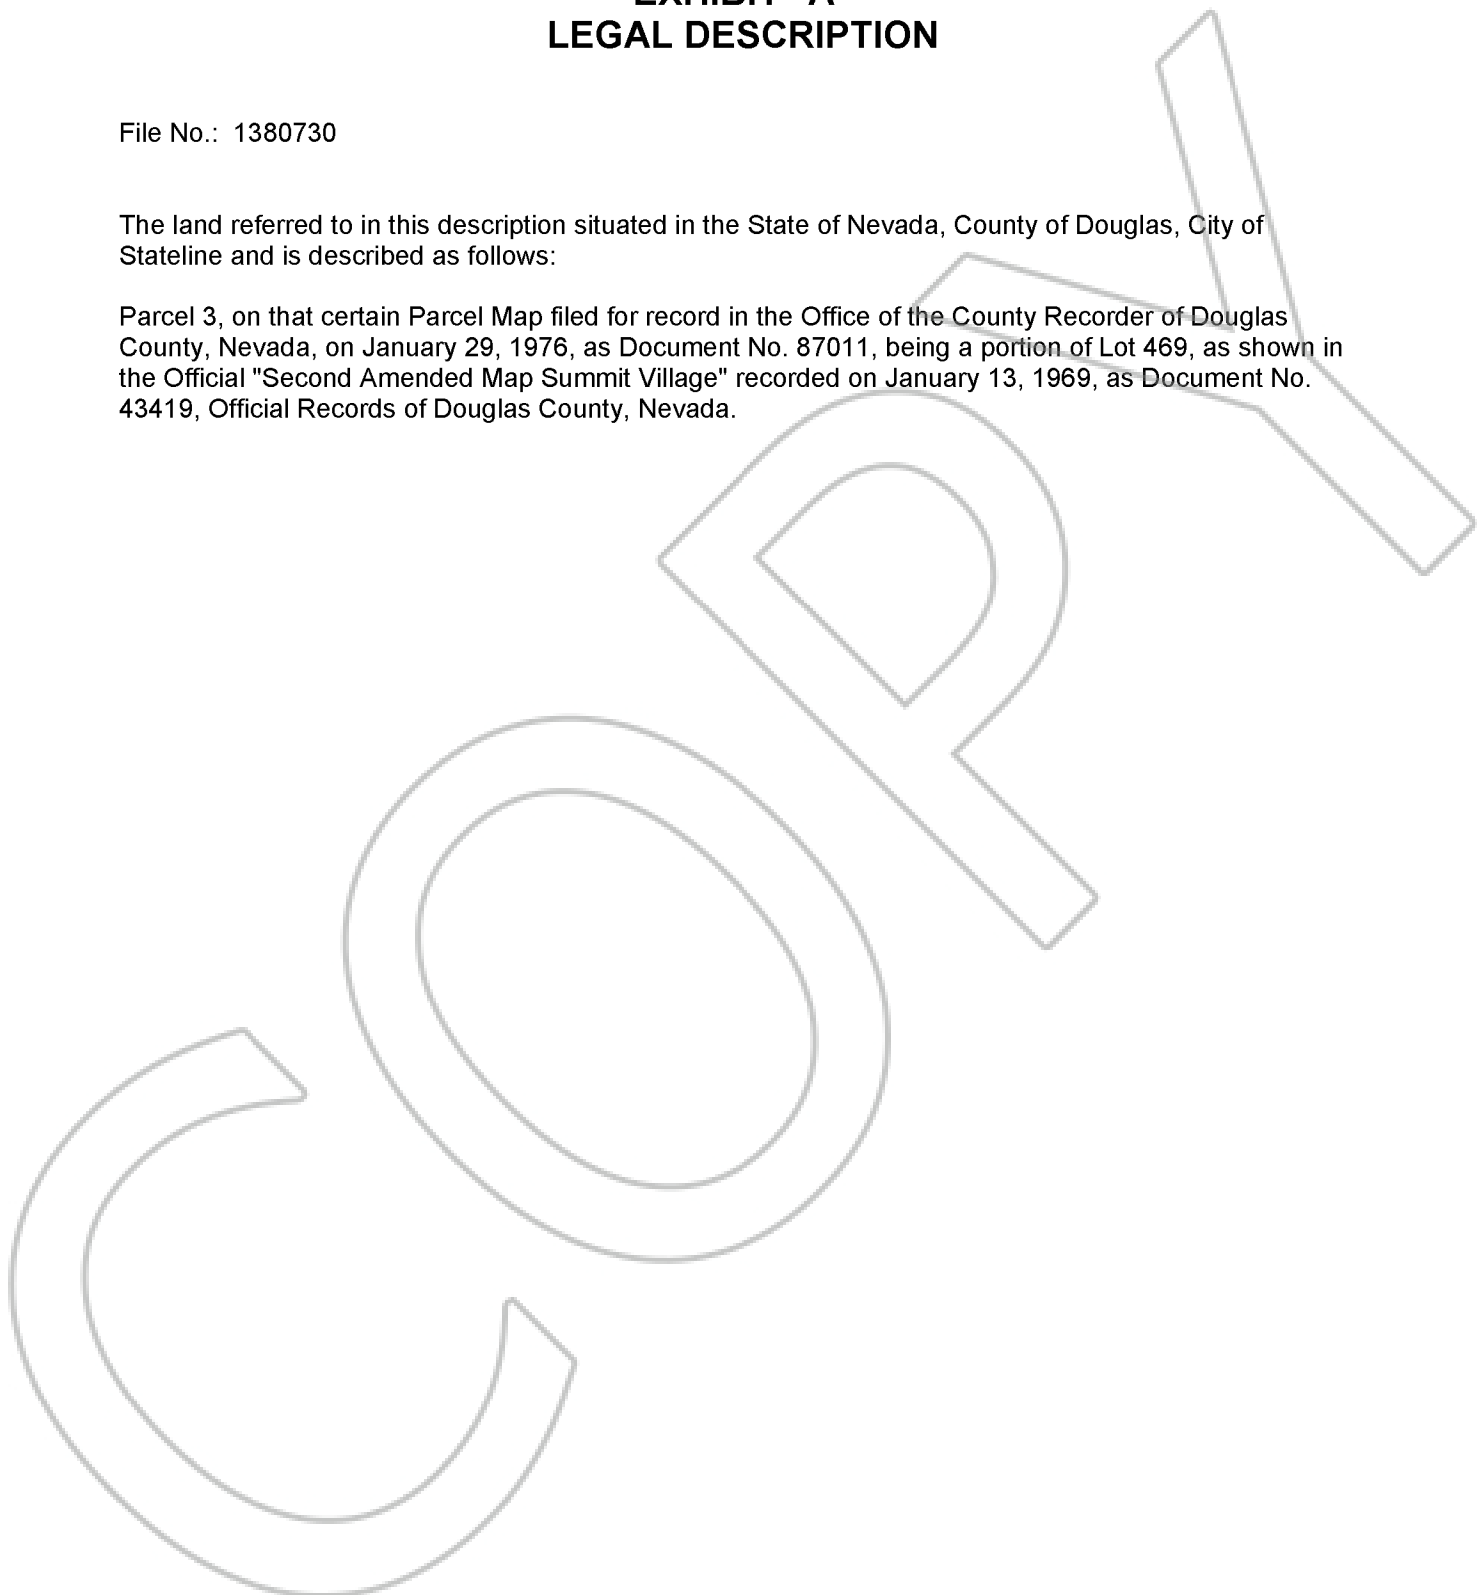 EXHIBIT "A"
LEGAL DESCRIPTION
File No.: 1380730
The land referred to in this description situated in the State of Nevada, County of Douglas, City of
Stateline and is described as follows:
Parcel 3, on that certain Parcel Map filed for record in the Office of the County Recorder of Douglas
County, Nevada, on January 29, 1976, as Document No. 87011, being a portion of Lot 469, as shown in
the Official "Second Amended Map Summit Village" recorded on January 13, 1969, as Document No.
43419, Official Records of Douglas County, Nevada.
COPY